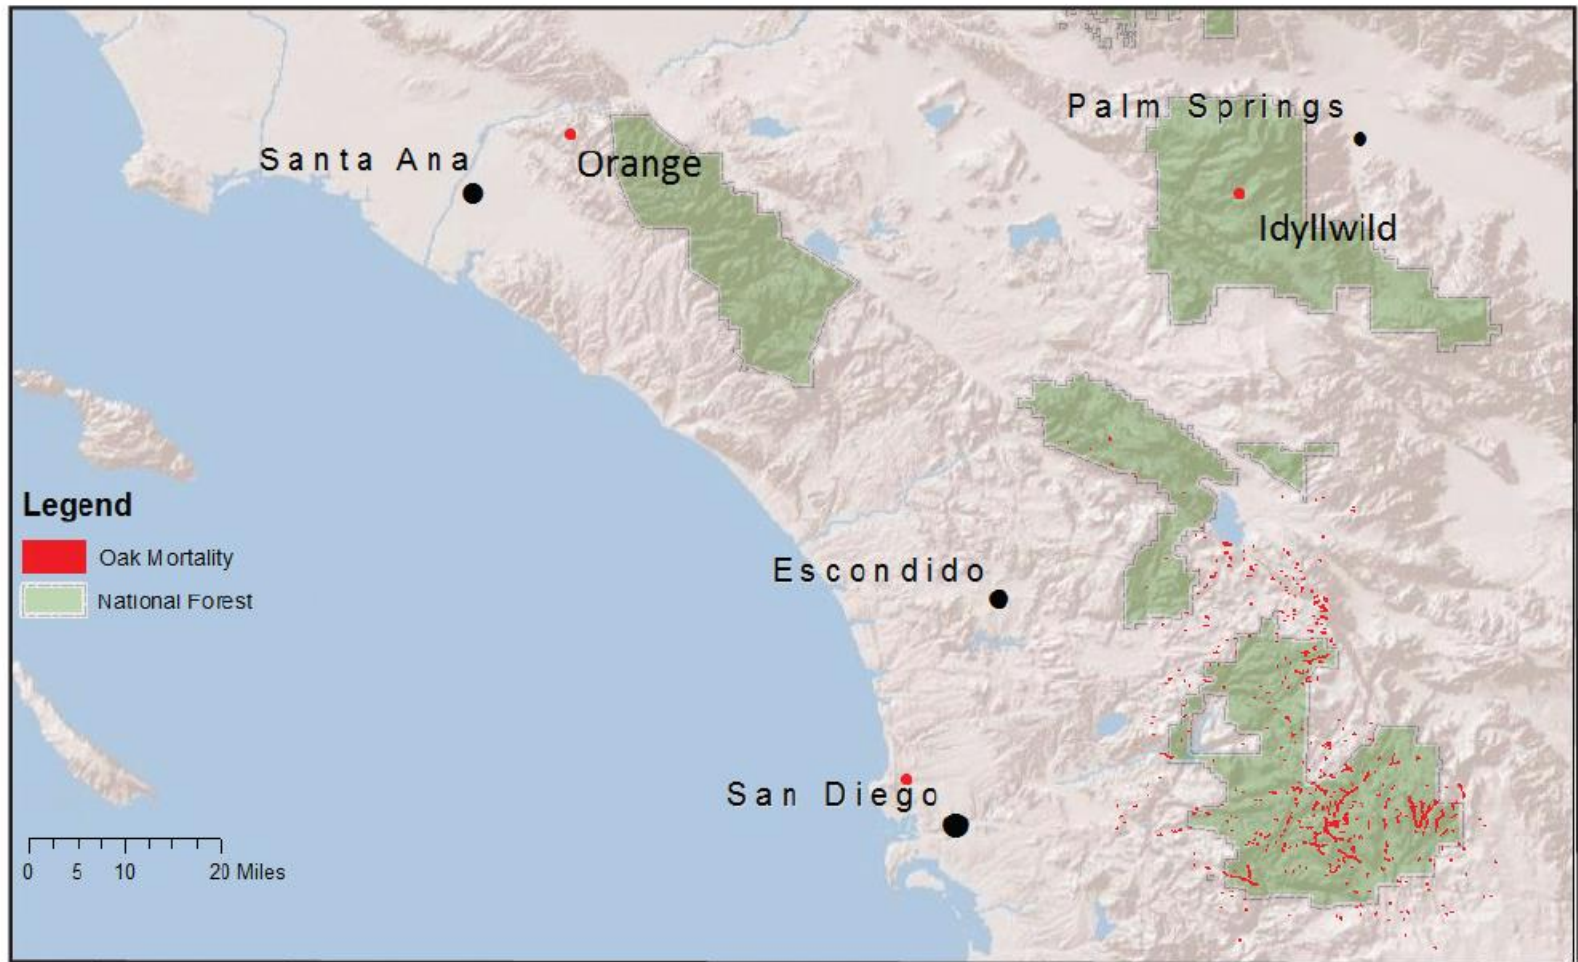 Palm Springs
Santa Ana
Orange
Idyllwild
Legend
Oak Mortality
National Forest
Escondido
San Diego
0 5 10 20 Miles